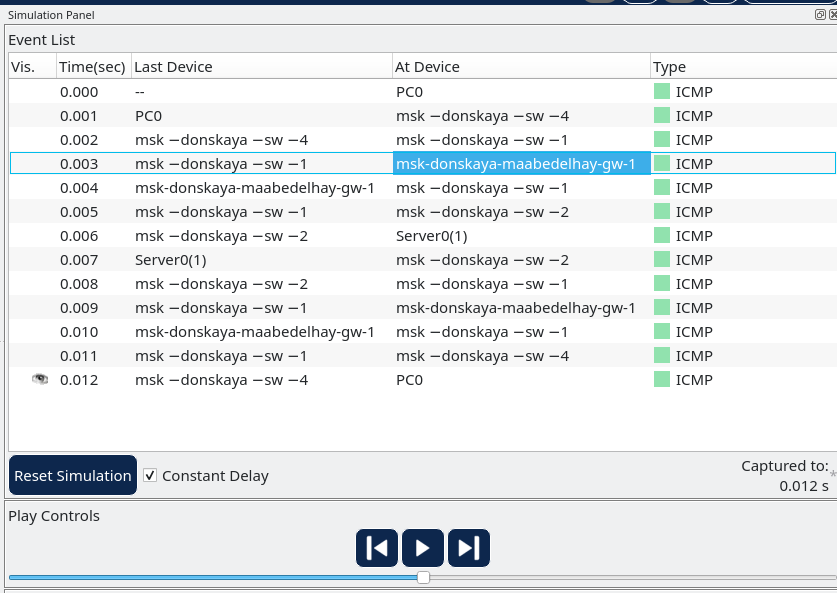 Simulation Panel
Event List
Vis. Time(sec) Last Device At Device Type
0.000 -- PC0 ICMP
0.001 PC0 msk −donskaya −sw −4 ICMP
0.002 msk −donskaya −sw −4 msk −donskaya −sw −1 ICMP
0.003 msk −donskaya −sw −1 msk-donskaya-maabedelhay-gw-1 ICMP
0.004 msk-donskaya-maabedelhay-gw-1 msk −donskaya −sw −1 ICMP
0.005 msk −donskaya −sw −1 msk −donskaya −sw −2 ICMP
0.006 msk −donskaya −sw −2 Server0(1) ICMP
0.007 Server0(1) msk −donskaya −sw −2 ICMP
0.008 msk −donskaya −sw −2 msk −donskaya −sw −1 ICMP
0.009 msk −donskaya −sw −1 msk-donskaya-maabedelhay-gw-1 ICMP
0.010 msk-donskaya-maabedelhay-gw-1 msk −donskaya −sw −1 ICMP
0.011 msk −donskaya −sw −1 msk −donskaya −sw −4 ICMP
0.012 msk −donskaya −sw −4 PC0 ICMP
Reset Simulation Constant Delay Captured to: *
0.012 s
Play Controls